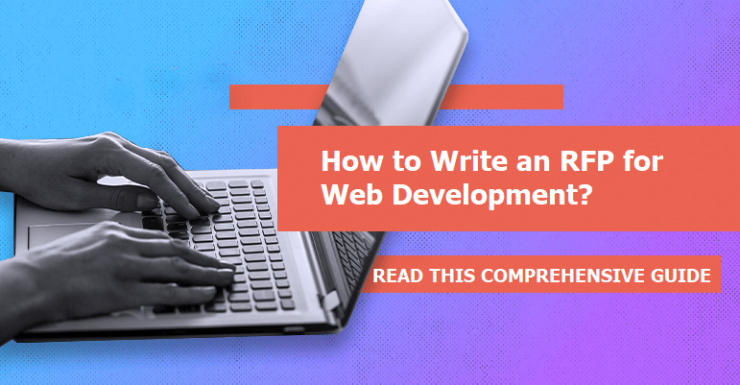 How to Write an RFP for
Web Development?
READ THIS COMPREHENSIVE GUIDE